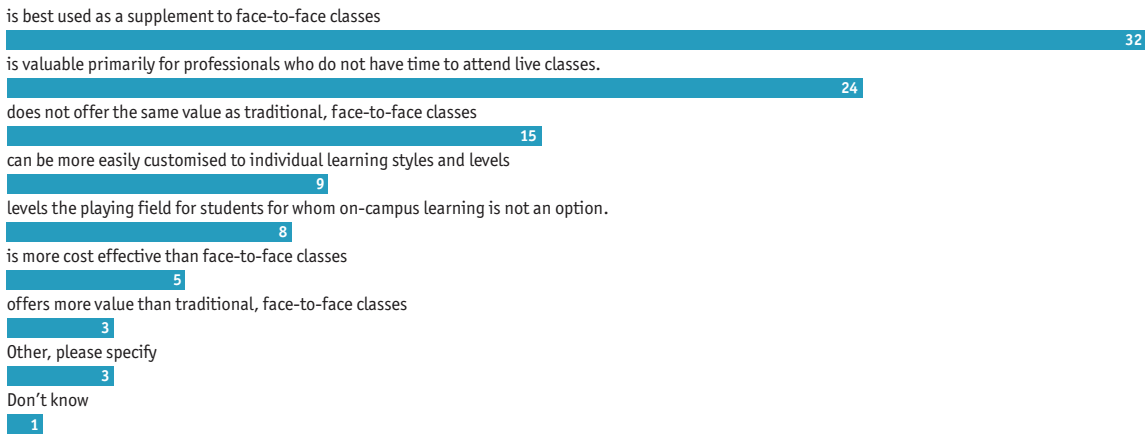 is best used as a supplement to face-to-face classes
32
is valuable primarily for professionals who do not have time to attend live classes.
24
does not offer the same value as traditional, face-to-face classes
15
can be more easily customised to individual learning styles and levels
9
levels the playing field for students for whom on-campus learning is not an option.
8
is more cost effective than face-to-face classes
5
offers more value than traditional, face-to-face classes
3
Other, please specify
3
Don’t know
1